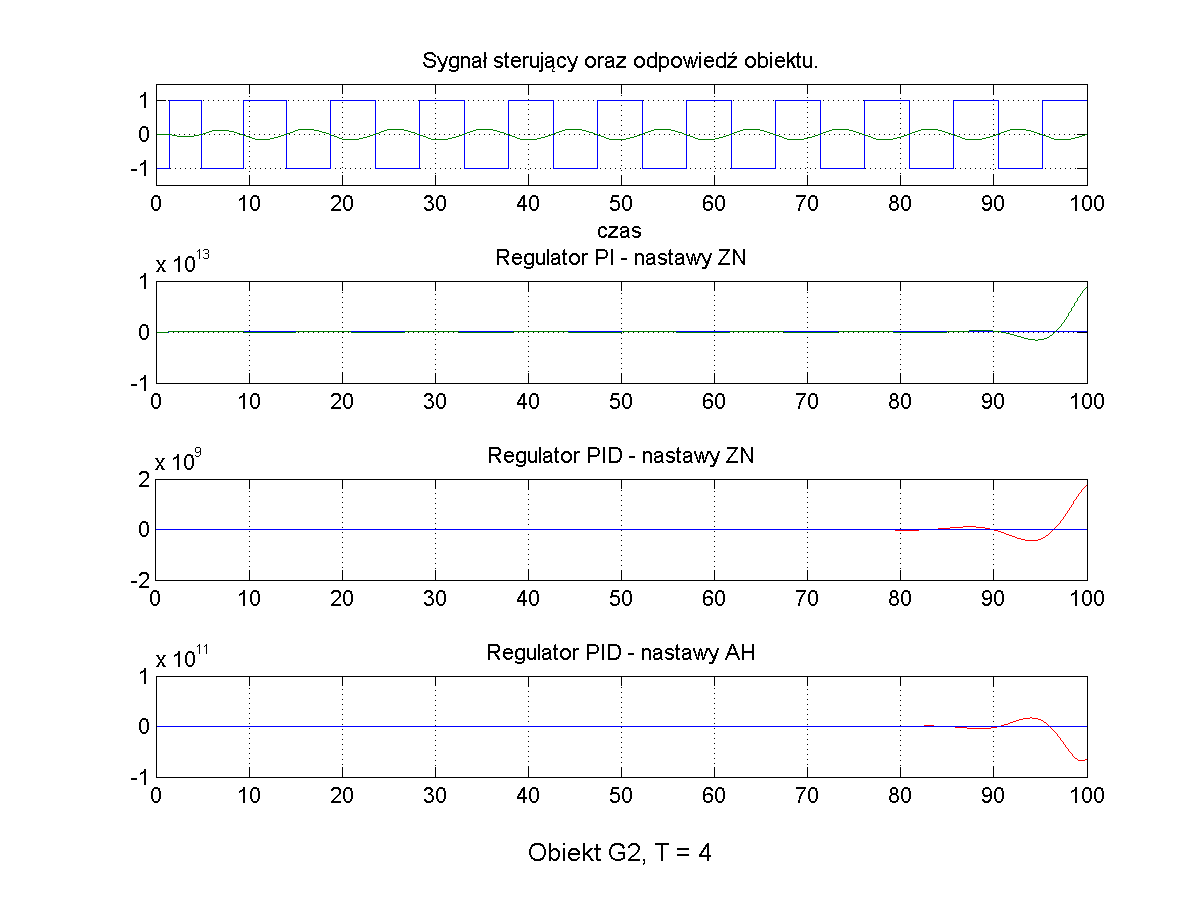 Sygnał sterujący oraz odpowiedź obiektu.
1
0
-1
0 10 20 30 40 50 60 70 80 90 100
czas
Regulator PI - nastawy ZN
x 10^13
1
0
-1
0 10 20 30 40 50 60 70 80 90 100
Regulator PID - nastawy ZN
x 10^9
2
0
-2
0 10 20 30 40 50 60 70 80 90 100
Regulator PID - nastawy AH
x 10^11
1
0
-1
0 10 20 30 40 50 60 70 80 90 100
Obiekt G2, T = 4